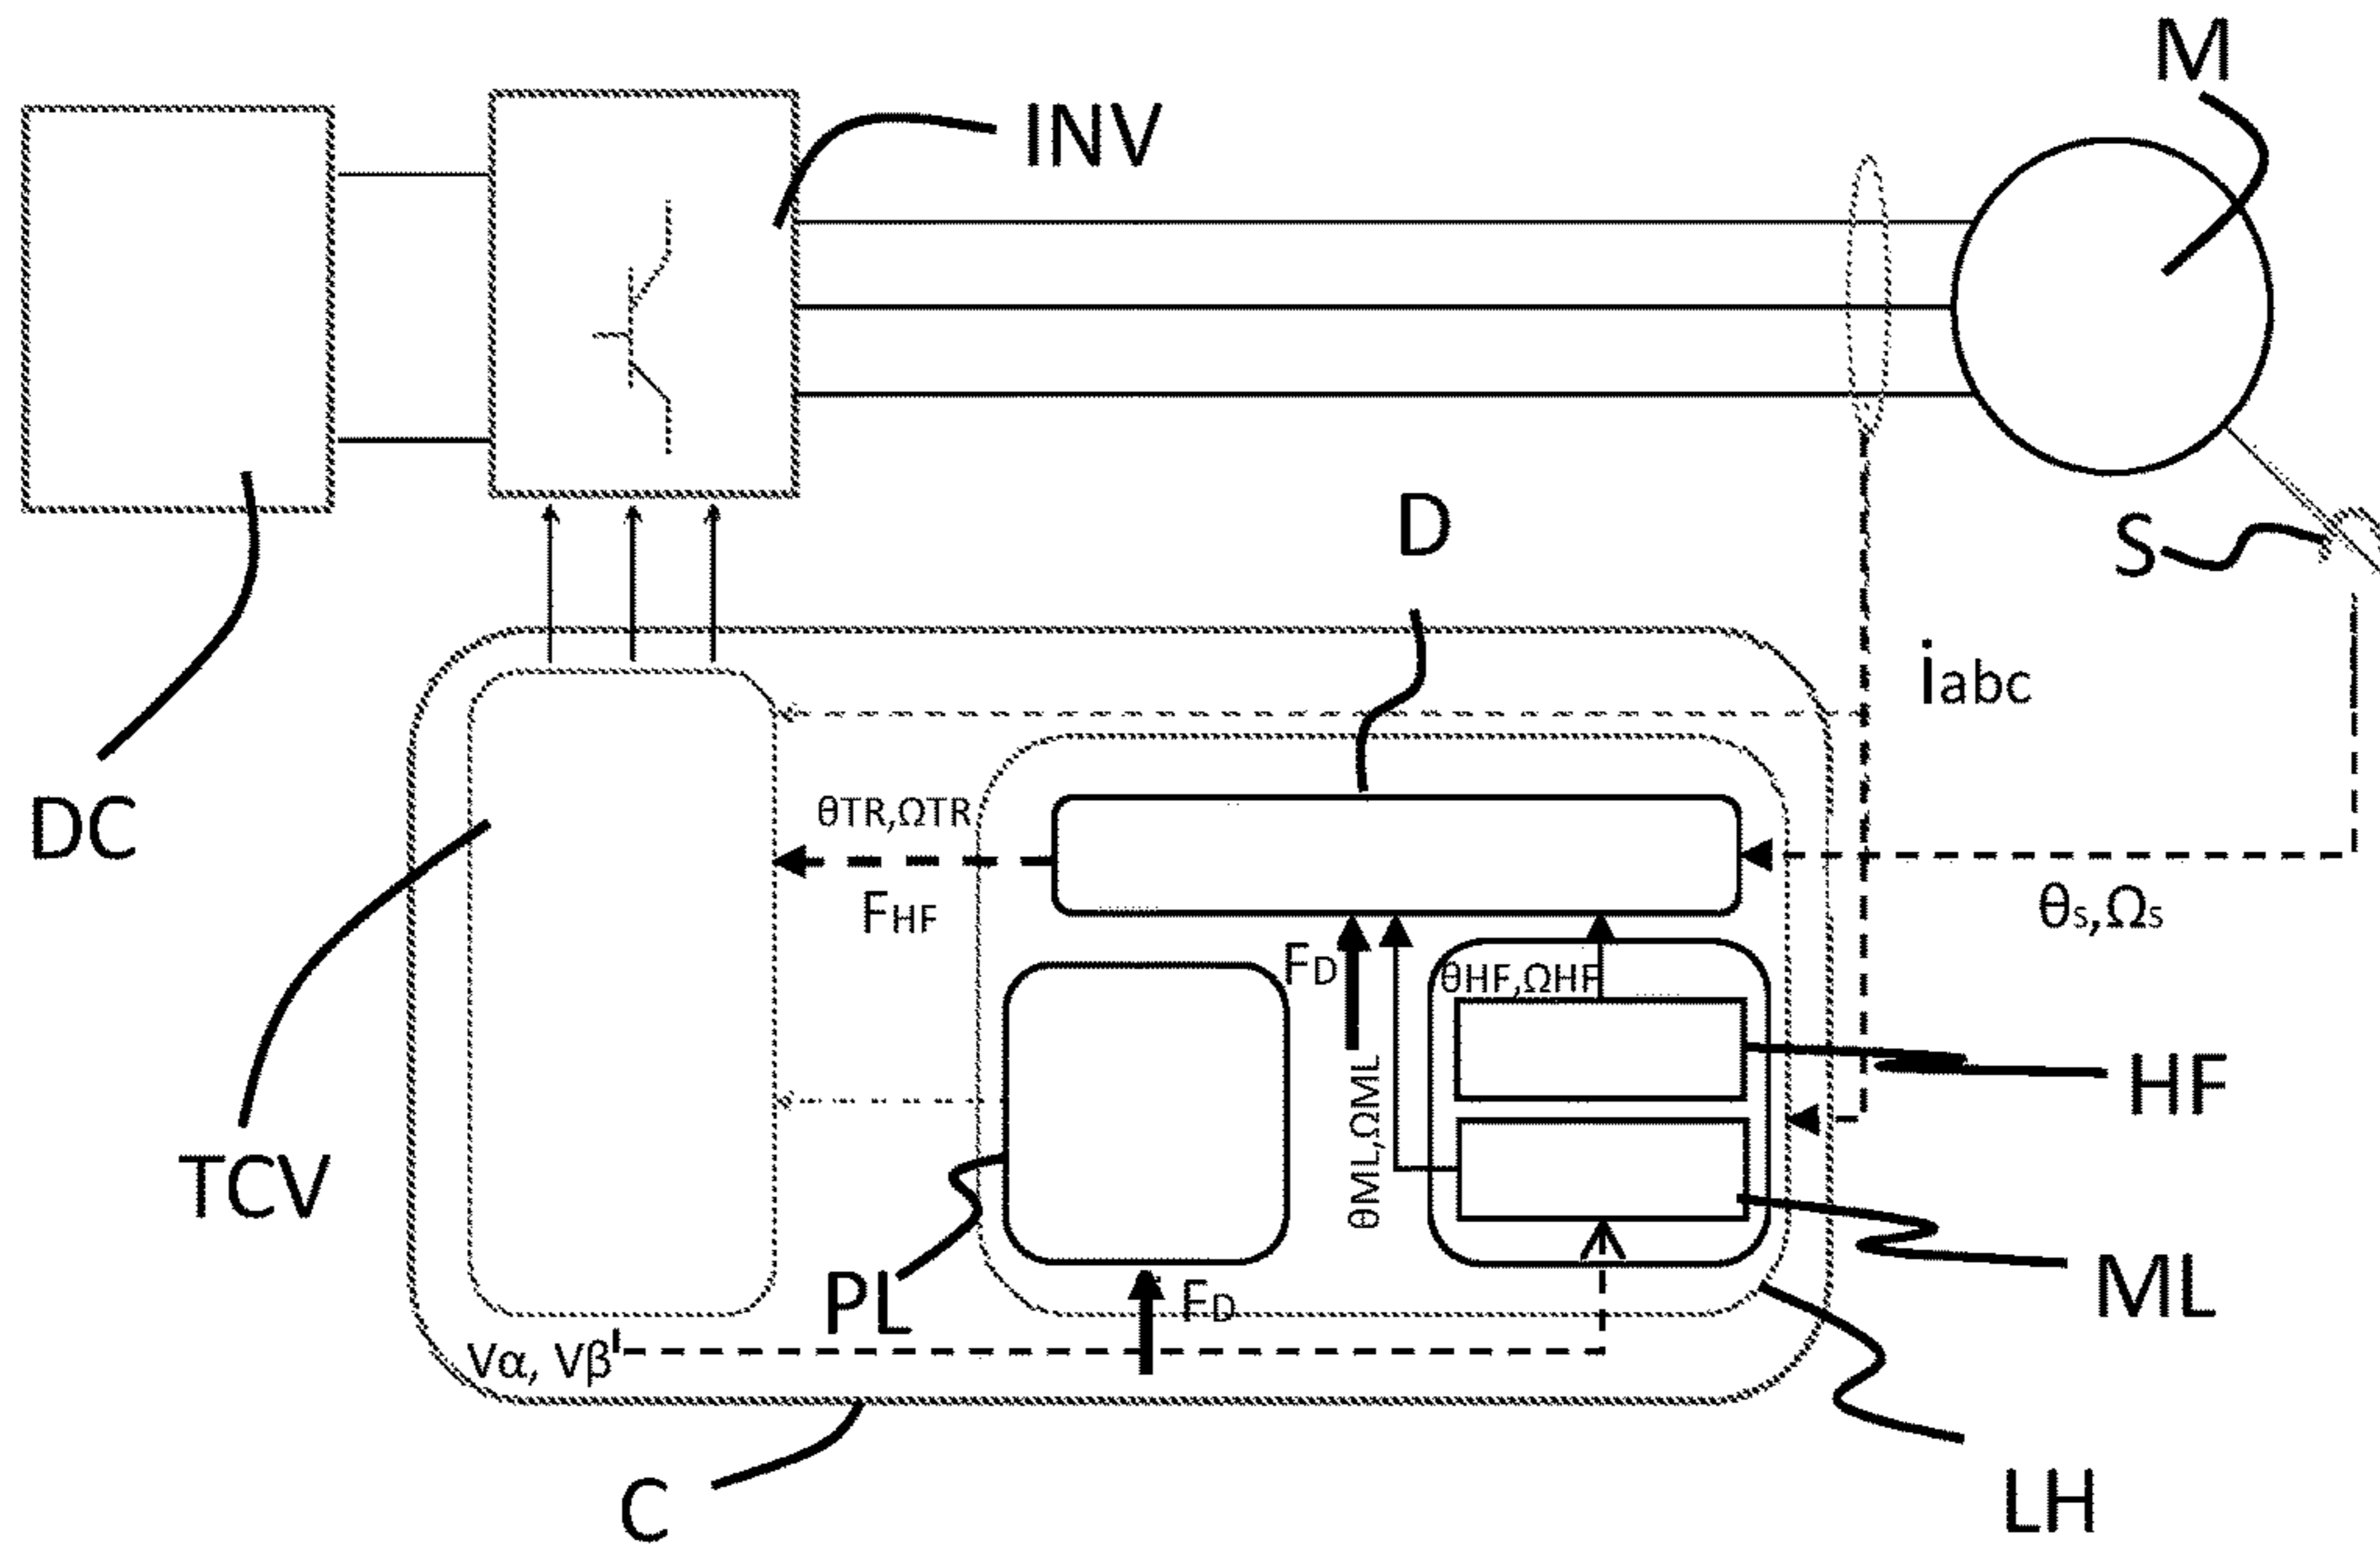 M
INV
D
S
iabc
DC
θTR,ΩTR
FHF
θS,ΩS
FD
θHF,ΩHF
HF
θML,ΩML
TCV
ML
PL
FD
Vα, Vβ
C
LH